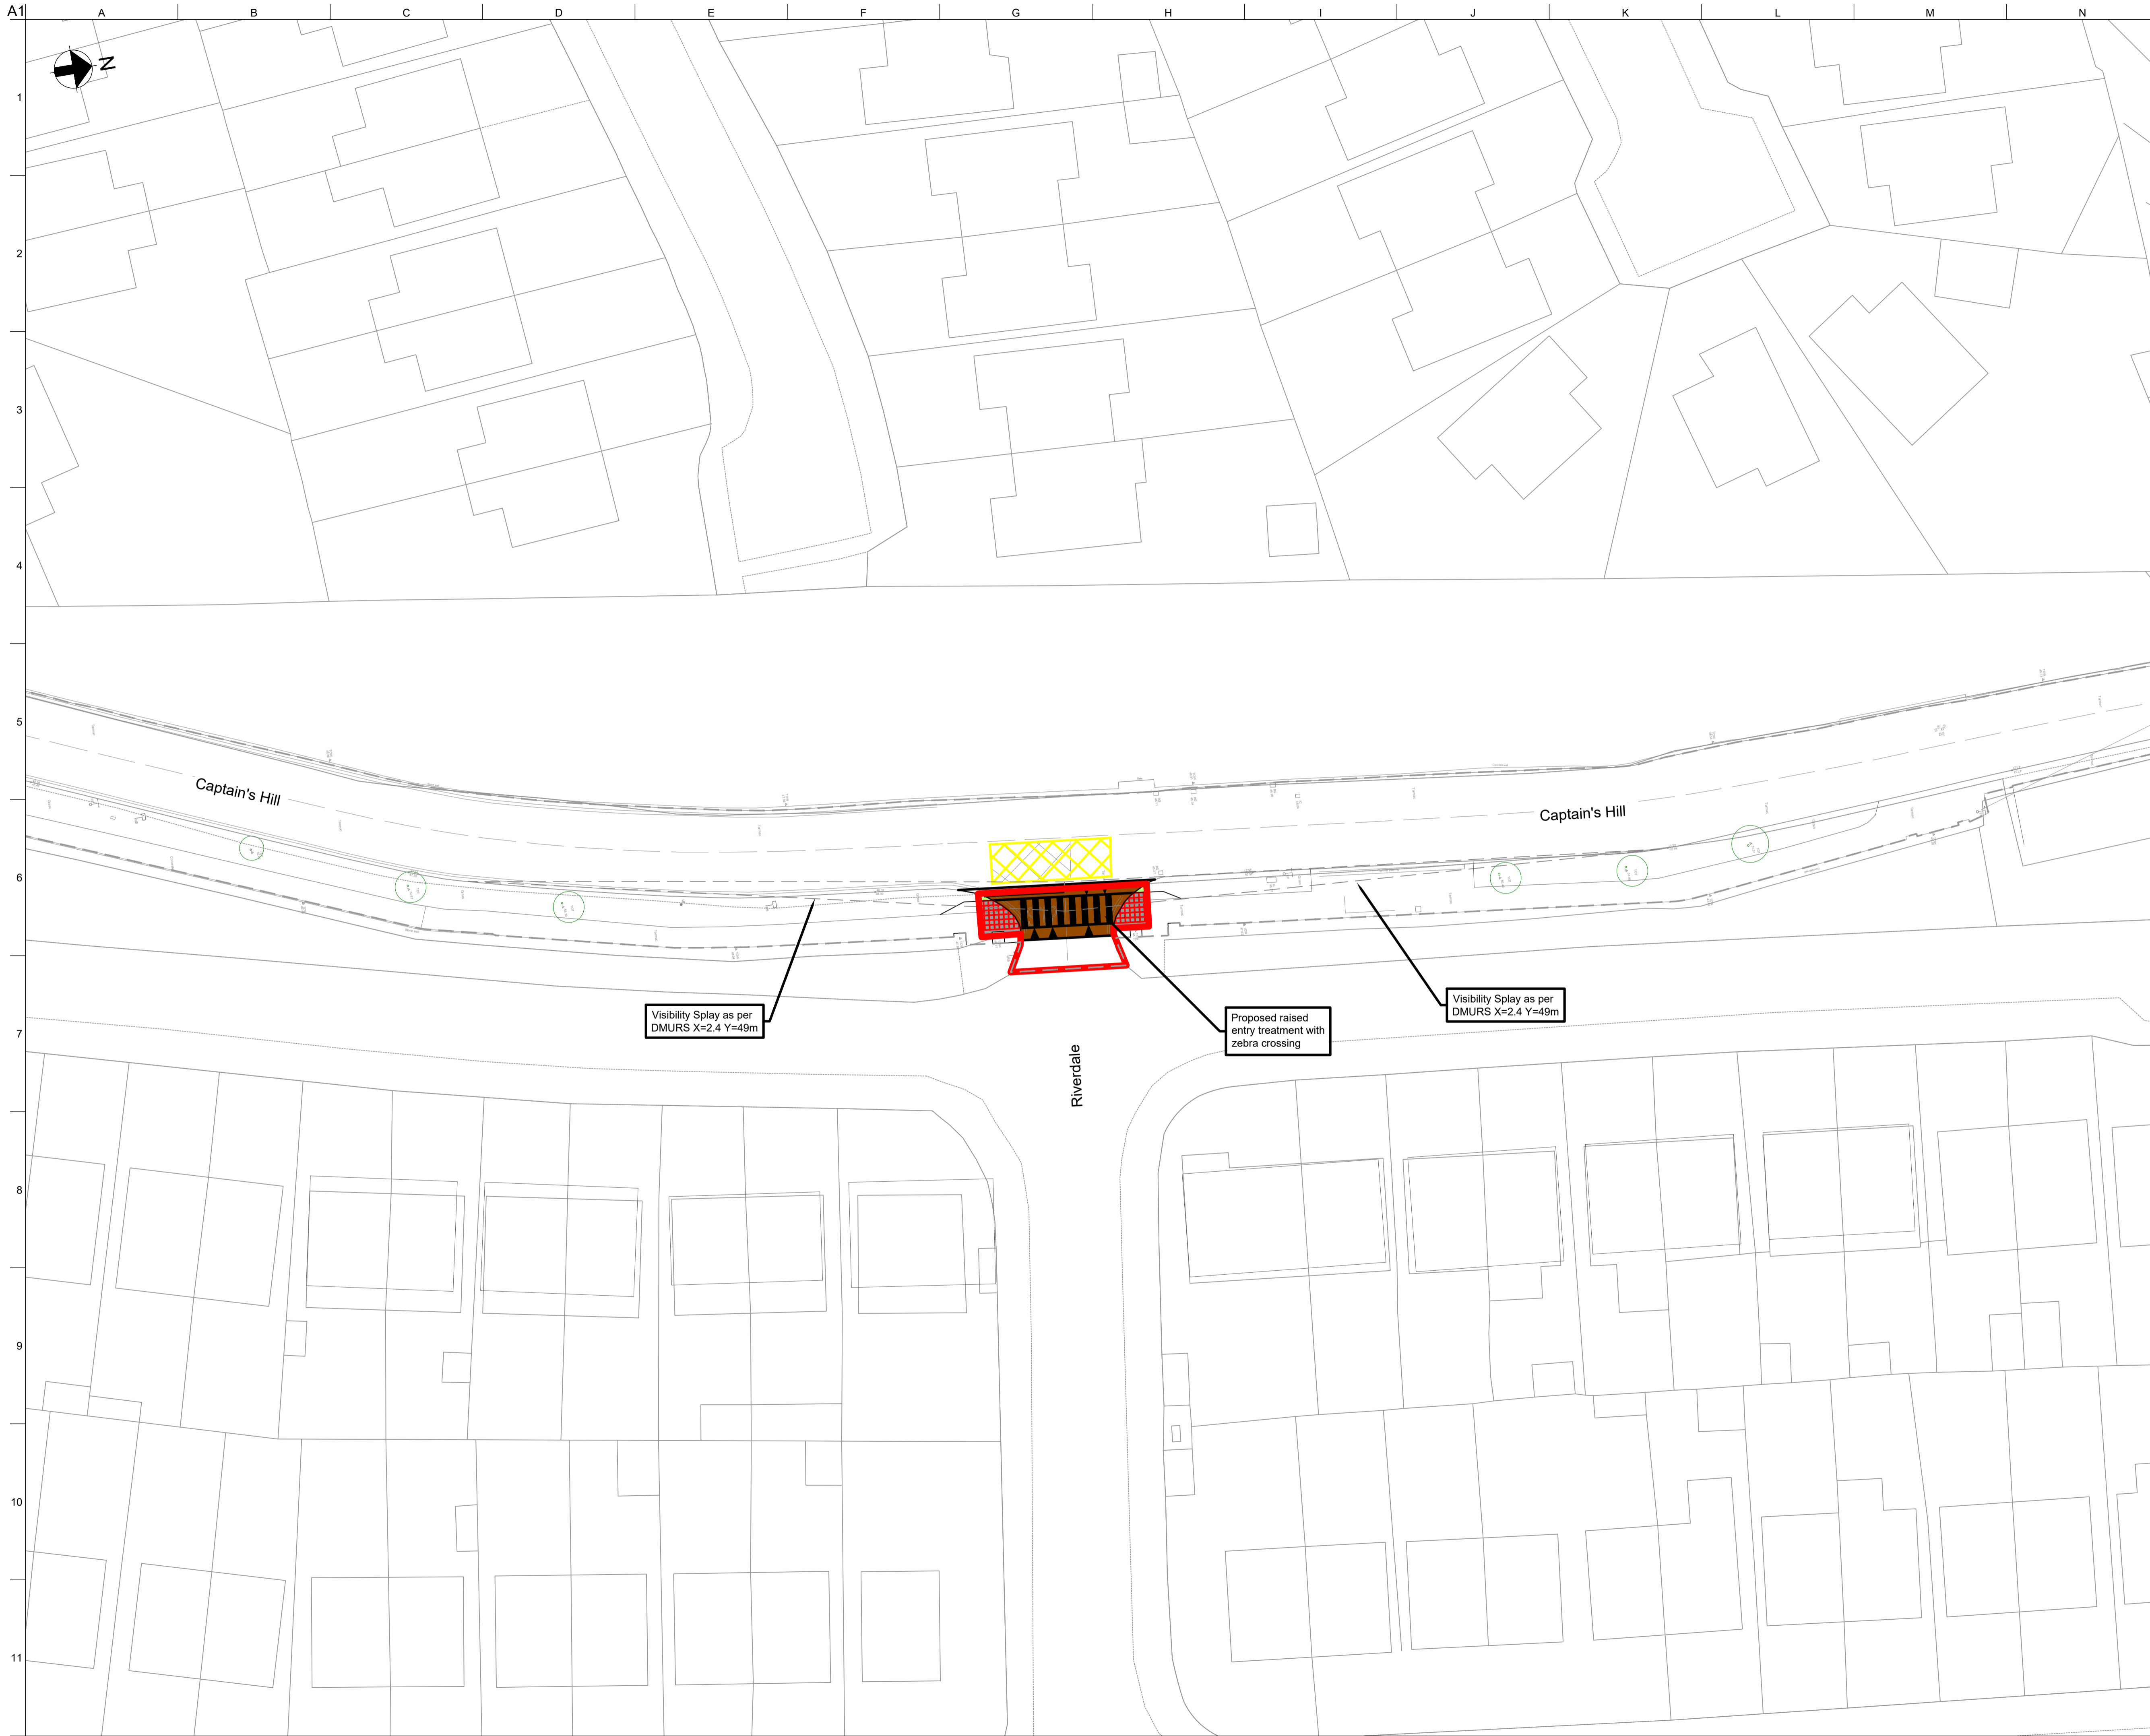 A1
A
B
C
D
E
F
G
H
I
J
K
L
M
N
N
1
2
3
4
5
Captain's Hill
Captain's Hill
6
Visibility Splay as per
DMURS X=2.4 Y=49m
Proposed raised
entry treatment with
zebra crossing
Visibility Splay as per
DMURS X=2.4 Y=49m
7
Riverdale
8
9
10
11